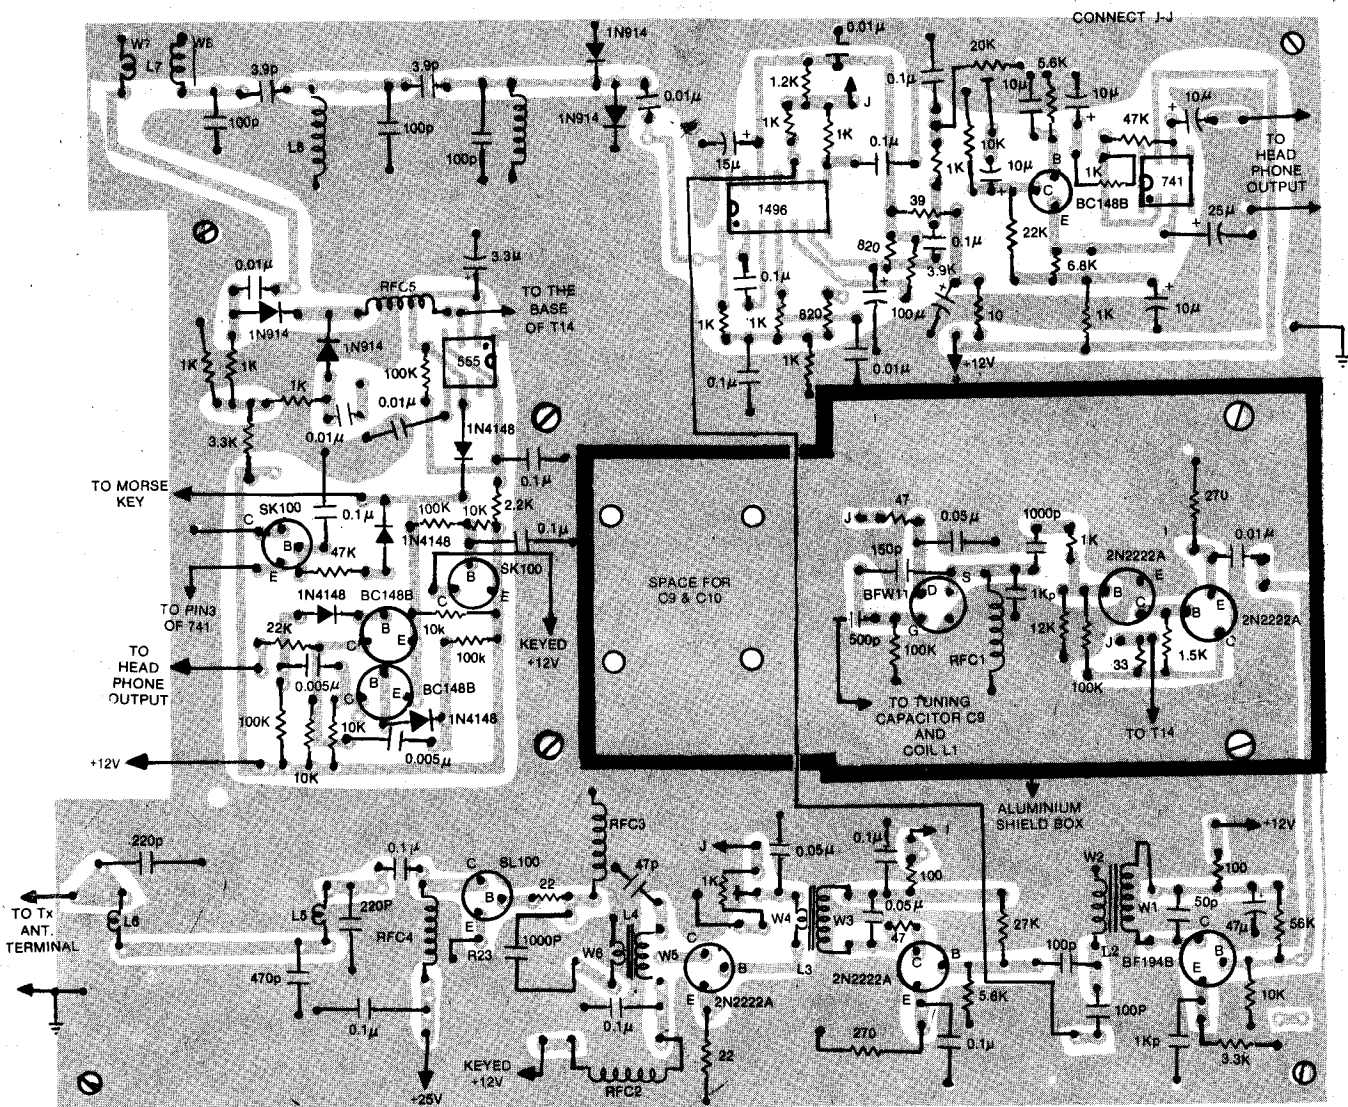 CONNECT J-J
W7
W8
L7
3.9p
3.9p
1N914
0.01µ
20K
5.6K
100p
L8
100p
100p
1N914
0.01µ
1.2K
J
0.1µ
10µ
10µ
10µ
47K
TO
HEAD
PHONE
OUTPUT
1K
1K
15µ
0.1µ
1K
10K
10µ
B
C
E
1K
BC148B
741
1496
39
22K
25µ
0.1µ
820
0.1µ
3.9K
6.8K
0.01µ
RFC5
3.3µ
TO THE
BASE
OF T14
1N914
1N914
1K
1K
820
100µ
10
1K
10µ
1K
1K
1K
100K
555
1K
0.01µ
+12V
0.1µ
0.01µ
0.01µ
3.3K
1N4148
0.1µ
TO MORSE
KEY
SK100
C
B
E
0.1µ
100K
10K
2.2K
0.1µ
47K
1N4148
SK100
B
C
E
SPACE FOR
C9 & C10
J
47
0.05µ
1000p
1K
270
I
0.01µ
150p
BFW11
S
D
G
1Kp
2N2222A
E
B
C
B
E
C
2N2222A
500p
100K
RFC1
12K
J
100K
33
1.5K
TO PIN3
OF 741
1N4148
BC148B
B
C
E
10k
100k
KEYED
+12V
22K
TO
HEAD
PHONE
OUTPUT
0.005µ
B
C
E
BC148B
1N4148
100K
10K
10K
0.005µ
+12V
TO TUNING
CAPACITOR C9
AND
COIL L1
TO T14
ALUMINIUM
SHIELD BOX
220p
TO Tx
ANT.
TERMINAL
L6
0.1µ
L5
220P
RFC4
470p
0.1µ
+25V
SL100
C
B
E
R23
22
1000P
RFC3
47p
L4
W6
W5
0.1µ
KEYED
+12V
RFC2
J
1K
0.05µ
C
B
E
2N2222A
22
W4
W3
L3
0.1µ
I
100
0.05µ
47
2N2222A
C
B
E
270
0.1µ
5.6K
27K
100p
W2
W1
L2
100P
50p
+12V
100
47µ
56K
C
B
E
BF194B
10K
1Kp
3.3K